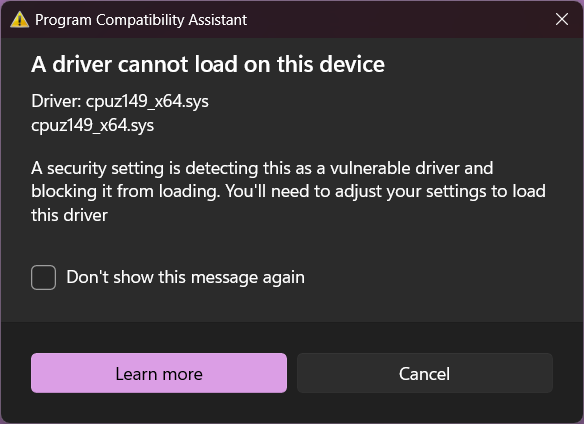 Program Compatibility Assistant
A driver cannot load on this device
Driver: cpuz149_x64.sys
cpuz149_x64.sys
A security setting is detecting this as a vulnerable driver and
blocking it from loading. You'll need to adjust your settings to load
this driver
Don't show this message again
Learn more
Cancel